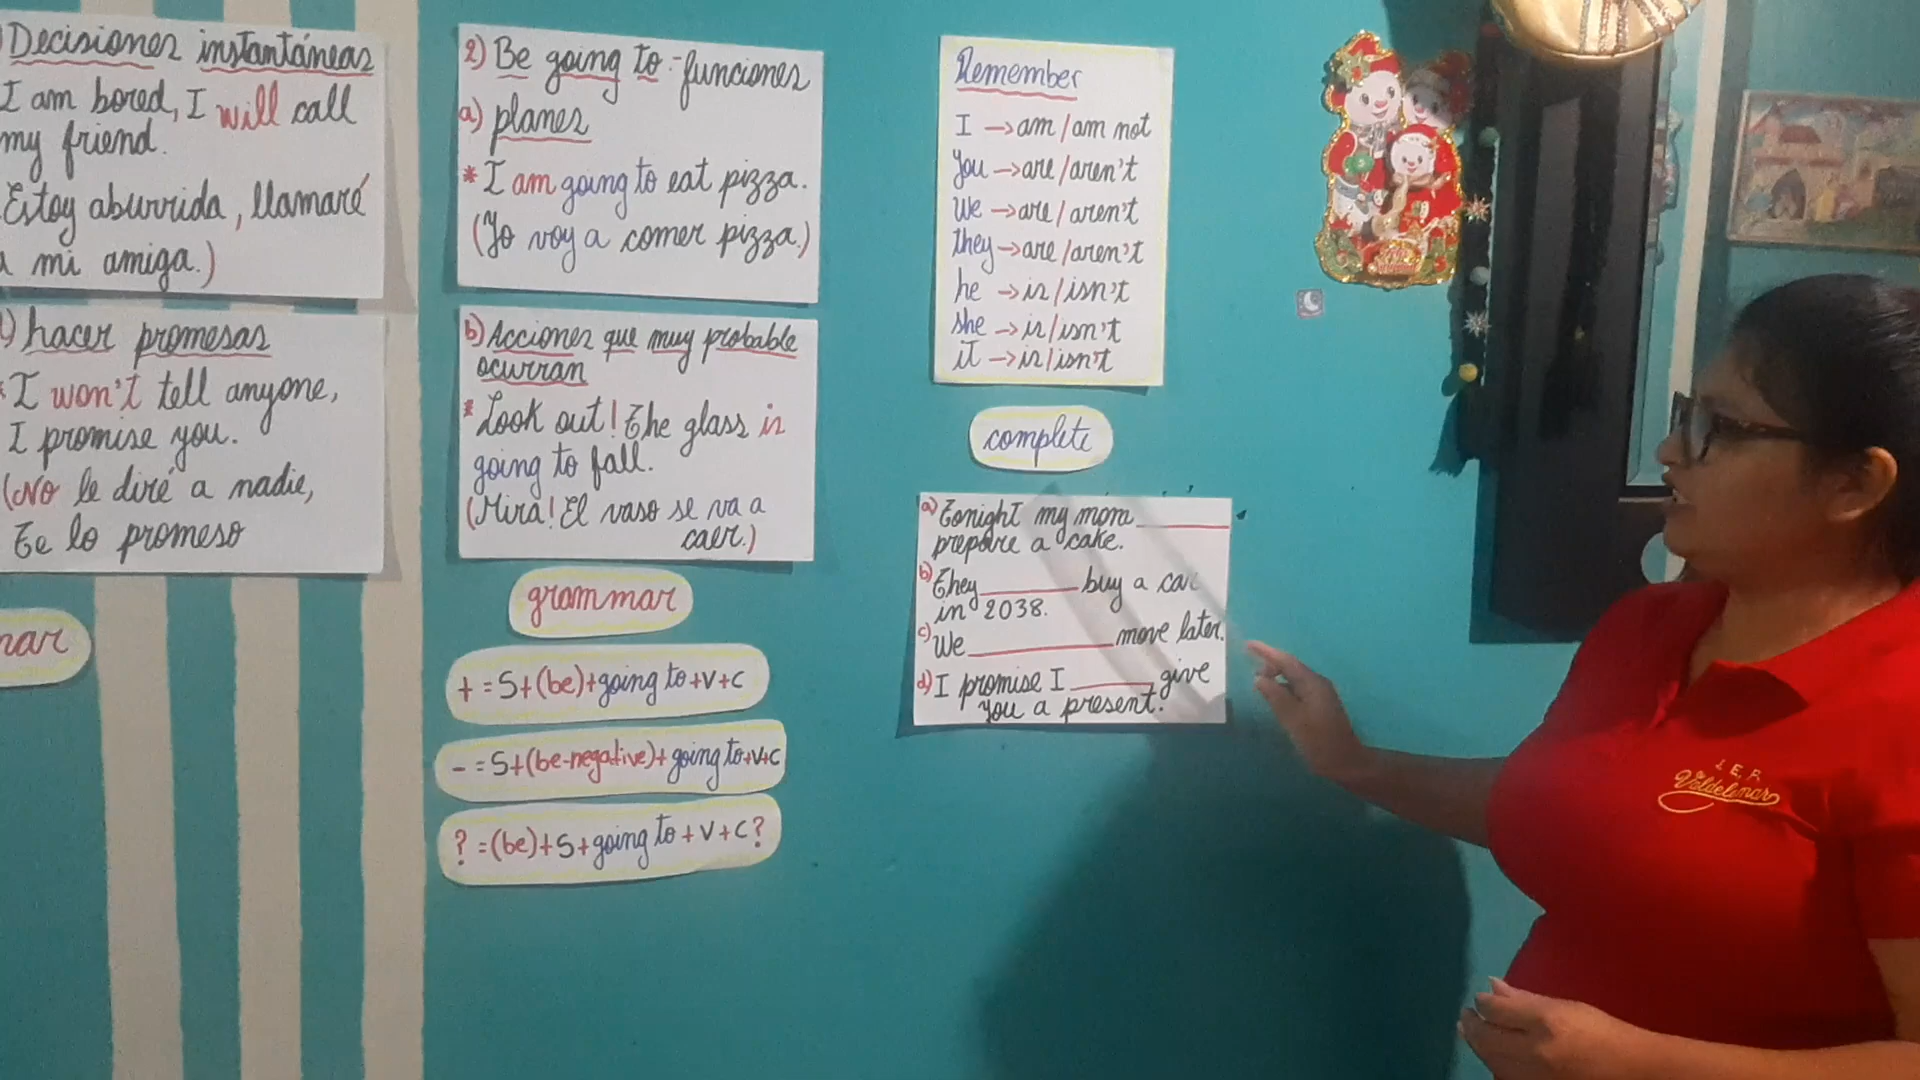 Decisiones instantáneas
I am bored, I will call
my friend.
Estoy aburrida, llamaré
a mi amiga.)
hacer promesas
I won't tell anyone,
I promise you.
(No le diré a nadie,
Te lo promeso
2) Be going to:-funciones
a) planes
* I am going to eat pizza.
(Yo voy a comer pizza.)
b) Acciones que muy probable
ocurran
* Look out! The glass is
going to fall.
(Mira! El vaso se va a
caer.)
grammar
+ = S+(be)+going to+V+C
- = S+(be-negative)+going to+V+C
? =(be)+S+going to+V+C?
Remember
I → am / am not
you → are / aren't
we → are / aren't
they → are / aren't
he → is / isn't
she → is / isn't
it → is / isn't
complete
a) Tonight my mom ______
prepare a cake.
b) They ______ buy a car
in 2038.
c) We ______ move later.
d) I promise I ______ give
you a present.
I. E. P.
Valdelomar